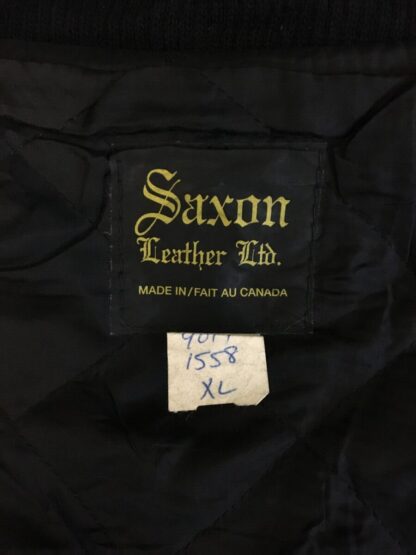 Saxon
Leather Ltd.
MADE IN/FAIT AU CANADA
1558
XL